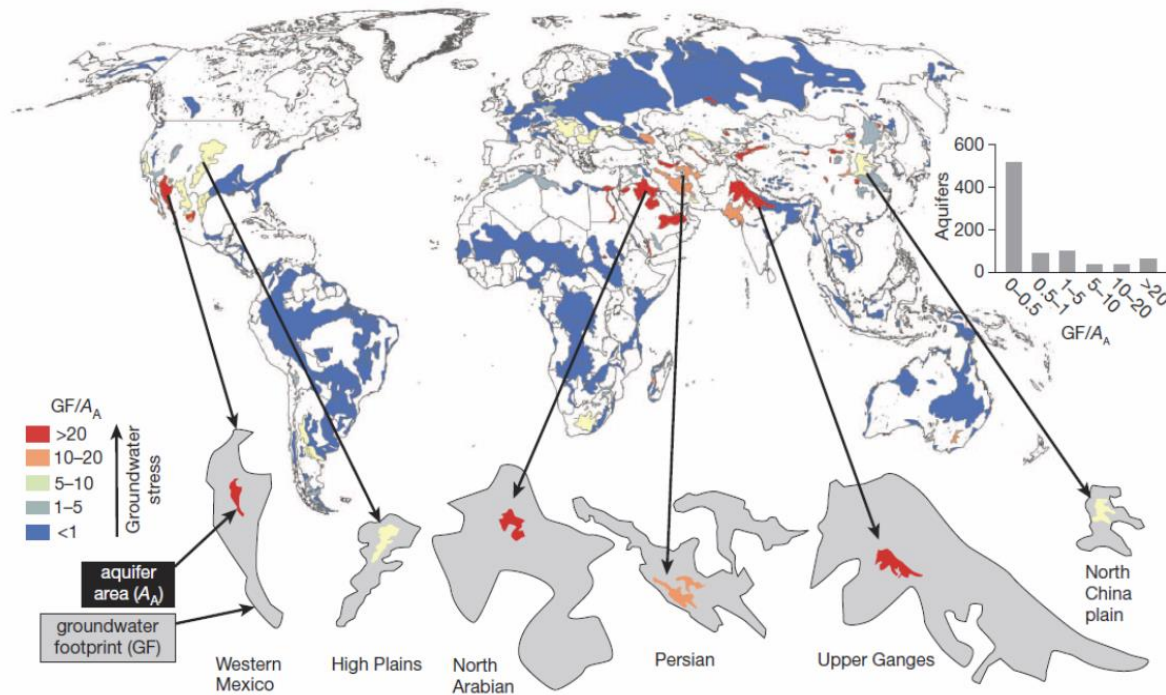 600
400
200
0
Aquifers
0–0.5
0.5–1
1–5
5–10
10–20
>20
GF/AA
GF/AA
>20
10–20
5–10
1–5
<1
Groundwater
stress
aquifer
area (AA)
groundwater
footprint (GF)
Western
Mexico
High Plains
North
Arabian
Persian
Upper Ganges
North
China
plain